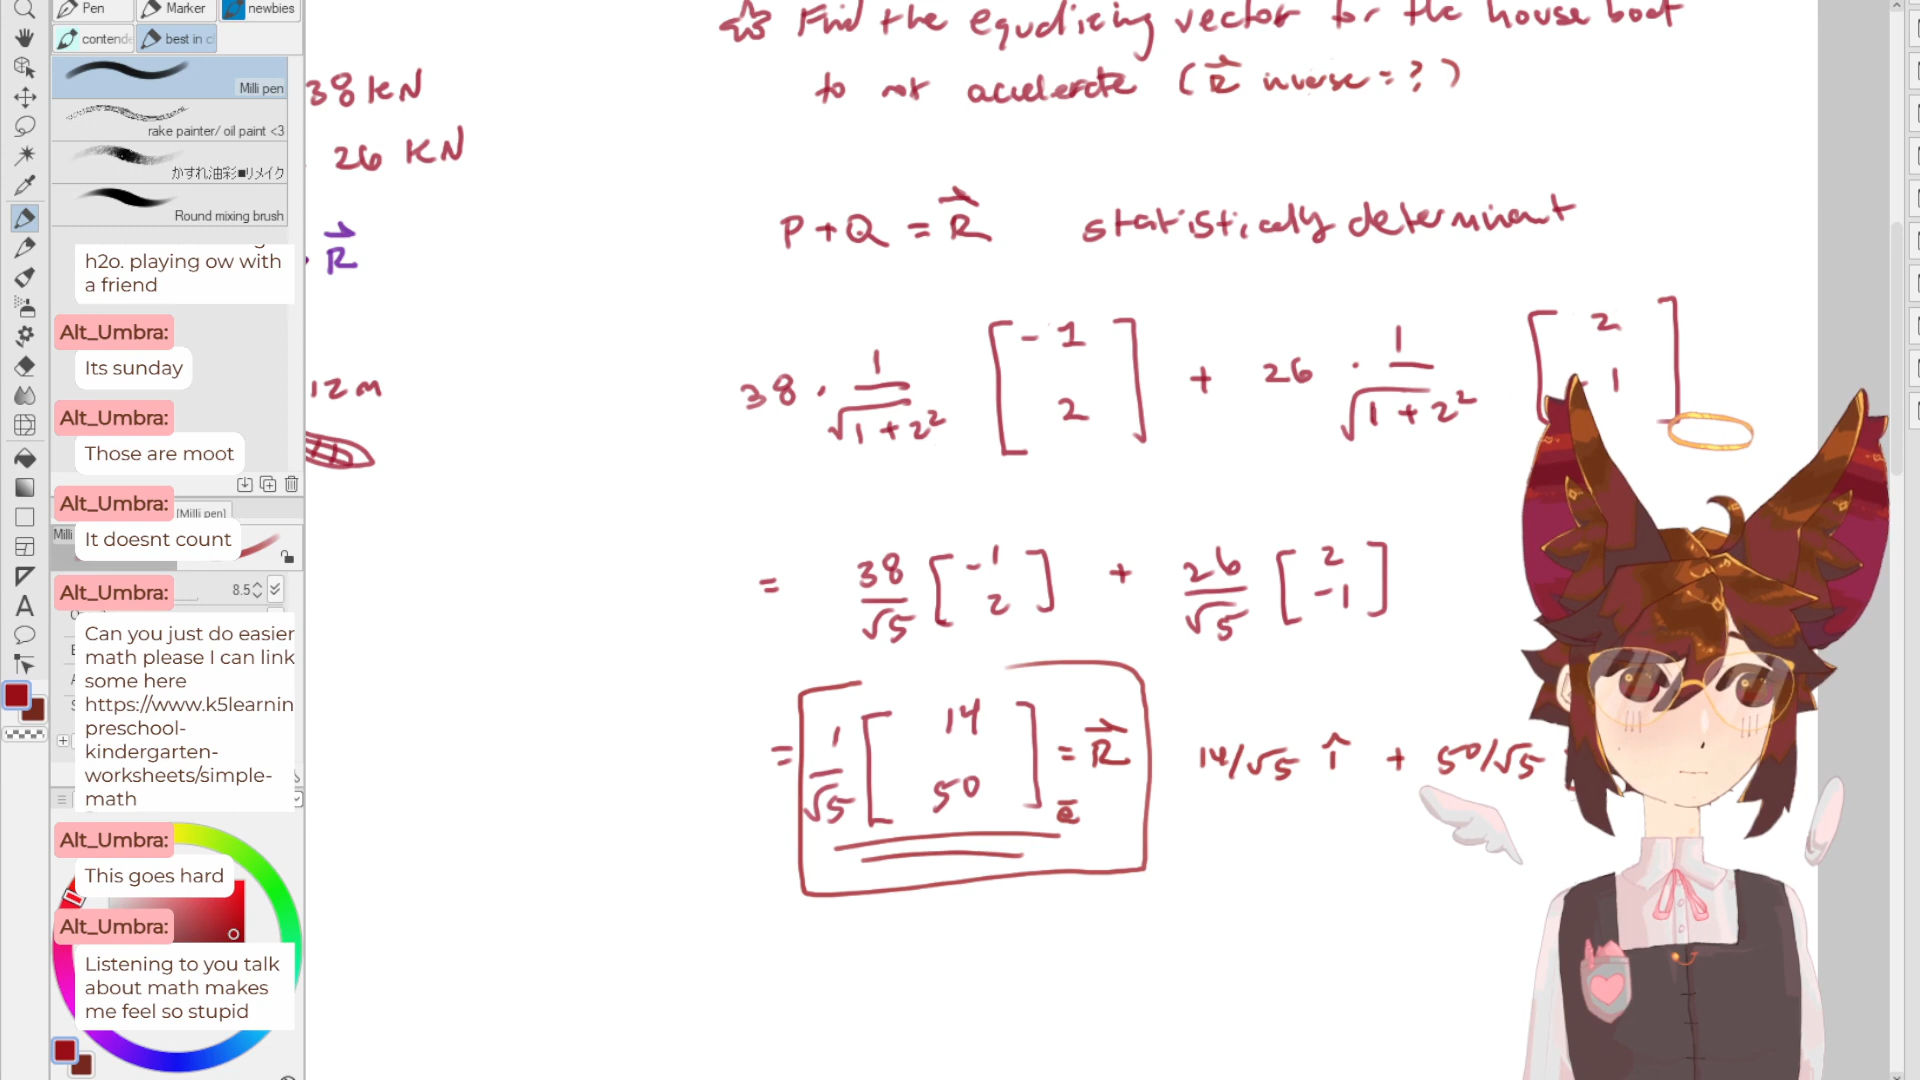 Pen
Marker
newbies
contende
best in c
Milli pen
rake painter/ oil paint <3
かすれ油彩■リメイク
Round mixing brush
h2o. playing ow with
a friend
Alt_Umbra:
Its sunday
Alt_Umbra:
Those are moot
Alt_Umbra:
[Milli pen]
Milli
It doesnt count
Alt_Umbra:
8.5
Can you just do easier
math please I can link
some here
https://www.k5learnin
preschool-
kindergarten-
worksheets/simple-
math
Alt_Umbra:
This goes hard
Alt_Umbra:
Listening to you talk
about math makes
me feel so stupid
38 KN
26 KN
R
12m
Find the equalizing vector for the house boat
to not accelerate (R inverse = ?)
P + Q = R statistically determinant
38 · 1/√1+2² [-1 2] + 26 · 1/√1+2² [2 -1]
= 38/√5 [-1 2] + 26/√5 [2 -1]
= 1/√5 [14 50] = R 14/√5 î + 50/√5